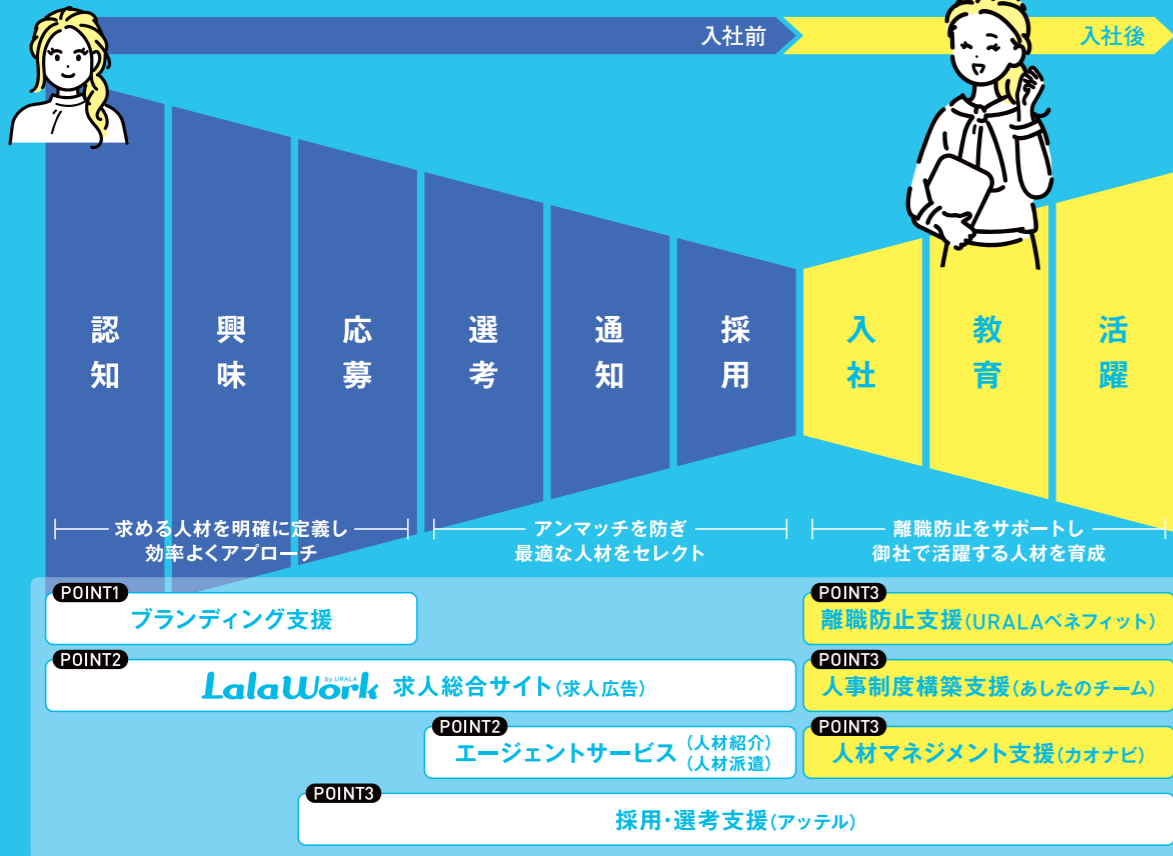 入社前
入社後
認知
興味
応募
選考
通知
採用
入社
教育
活躍
求める人材を明確に定義し
効率よくアプローチ
アンマッチを防ぎ
最適な人材をセレクト
離職防止をサポートし
御社で活躍する人材を育成
POINT1
ブランディング支援
POINT3
離職防止支援(URALAベネフィット)
POINT2
LalaWork by URALA 求人総合サイト(求人広告)
POINT3
人事制度構築支援(あしたのチーム)
POINT2
エージェントサービス (人材紹介)
(人材派遣)
POINT3
人材マネジメント支援(カオナビ)
POINT3
採用・選考支援(アッテル)